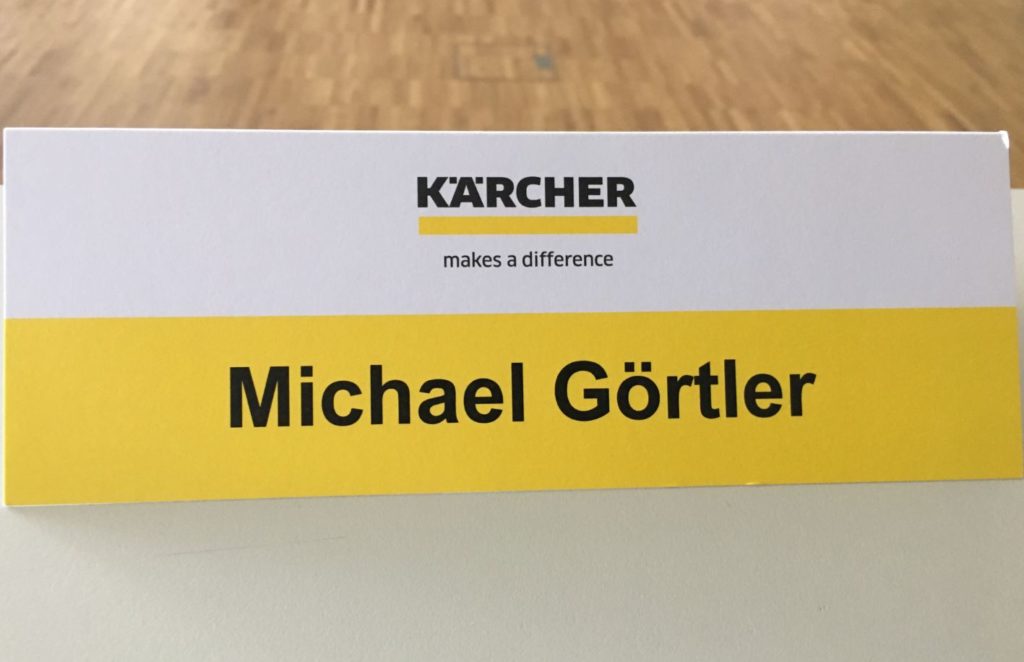 KÄRCHER
makes a difference
Michael Görtler